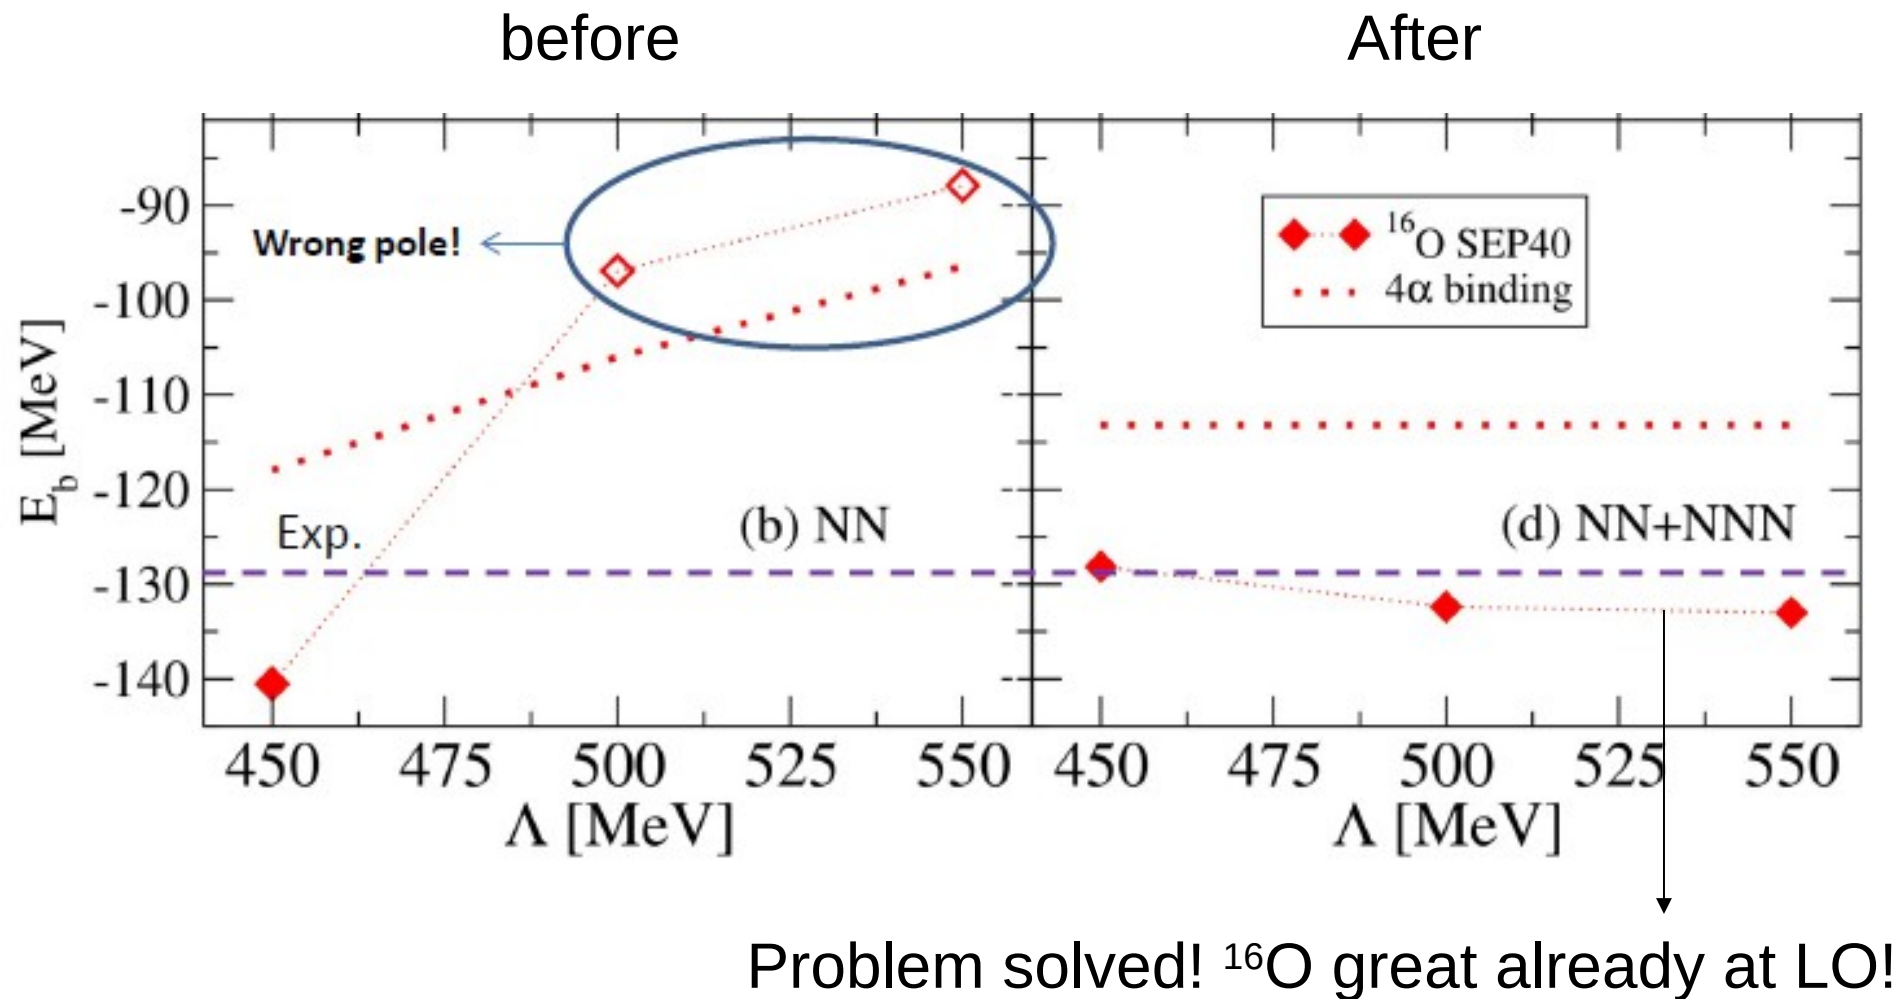 before
After
-90
-100
-110
-120
-130
-140
E_b [MeV]
Wrong pole!
Exp.
(b) NN
¹⁶O SEP40
4α binding
(d) NN+NNN
450 475 500 525 550
450 475 500 525 550
Λ [MeV]
Λ [MeV]
Problem solved! ¹⁶O great already at LO!